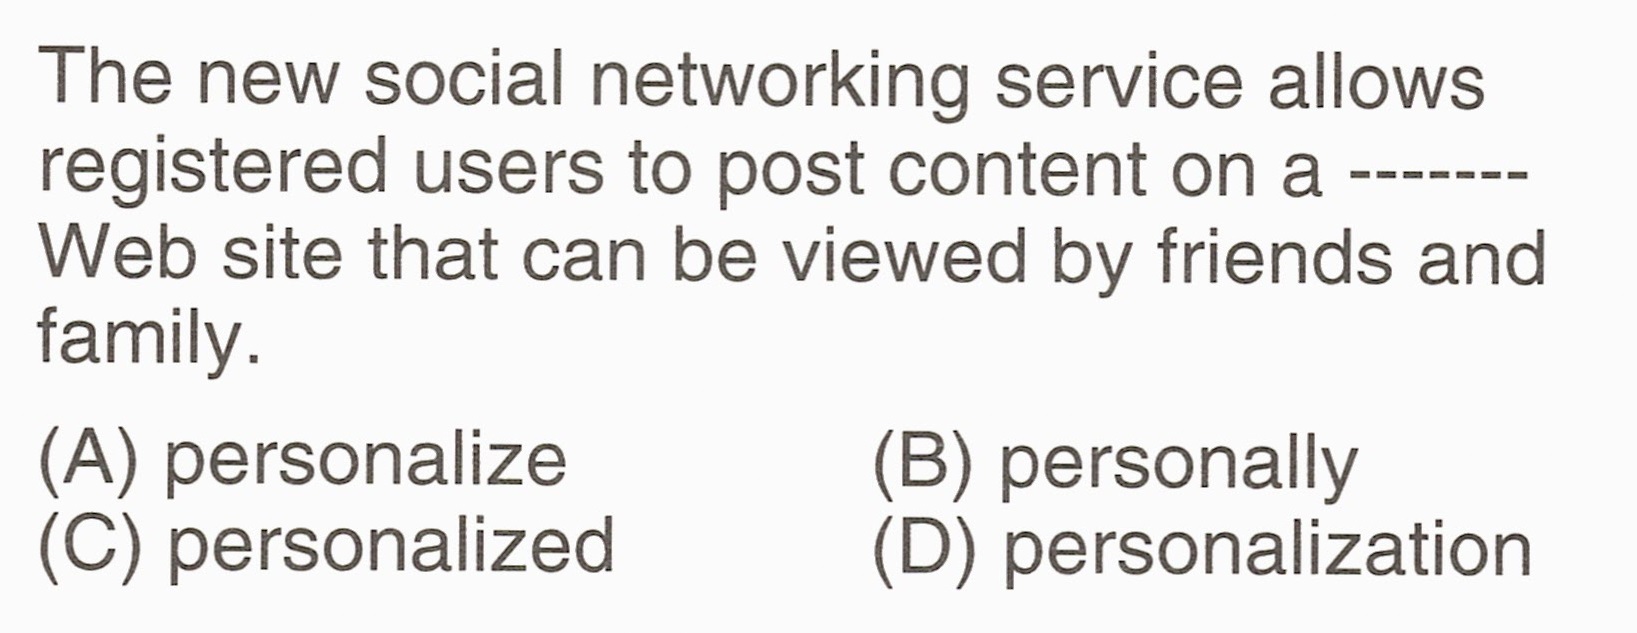 The new social networking service allows
registered users to post content on a -------
Web site that can be viewed by friends and
family.
(A) personalize (B) personally
(C) personalized (D) personalization